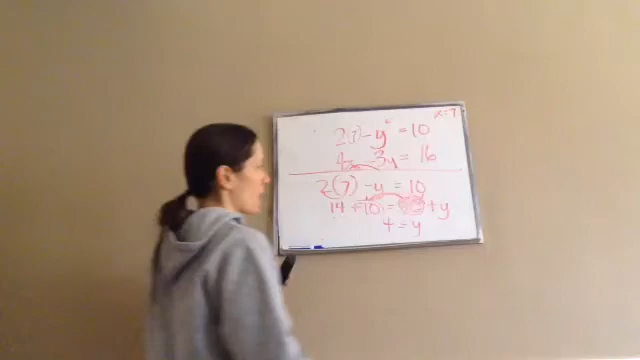 x = 7
2(7) - y = 10
4x - 3y = 16
2(7) - y = 10
14 - 10 = + y
4 = y